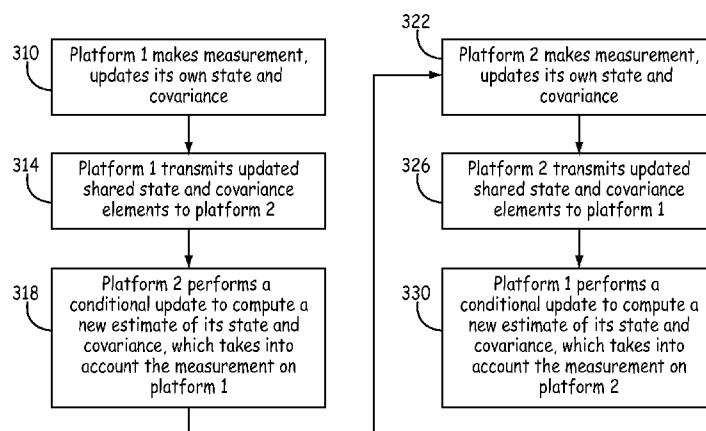 310
Platform 1 makes measurement,
updates its own state and
covariance
314
Platform 1 transmits updated
shared state and covariance
elements to platform 2
318
Platform 2 performs a
conditional update to compute a
new estimate of its state and
covariance, which takes into
account the measurement on
platform 1
322
Platform 2 makes measurement,
updates its own state and
covariance
326
Platform 2 transmits updated
shared state and covariance
elements to platform 1
330
Platform 1 performs a
conditional update to compute a
new estimate of its state and
covariance, which takes into
account the measurement on
platform 2